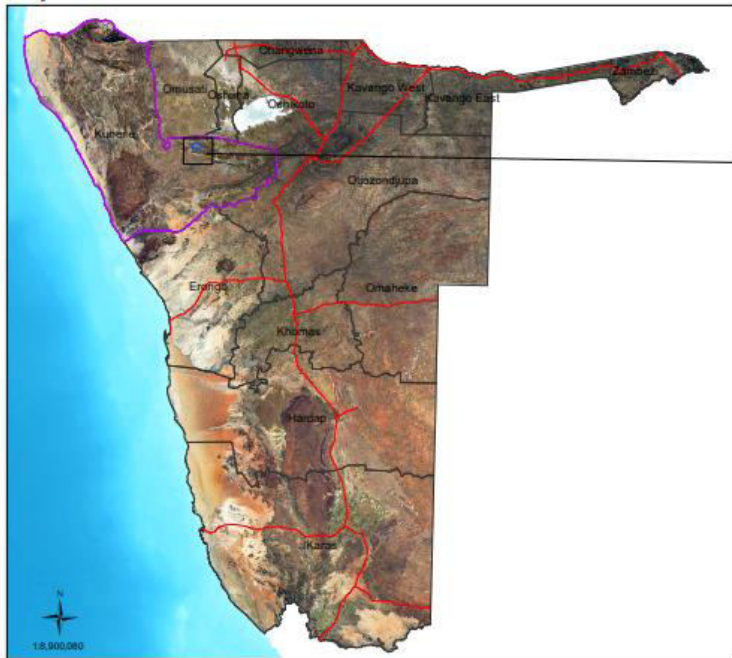 Ohangwena
Omusati
Oshana
Oshikoto
Kavango West
Kavango East
Zambezi
Kunene
Otjozondjupa
Erongo
Omaheke
Khomas
Hardap
!Karas
N
1:8,900,060